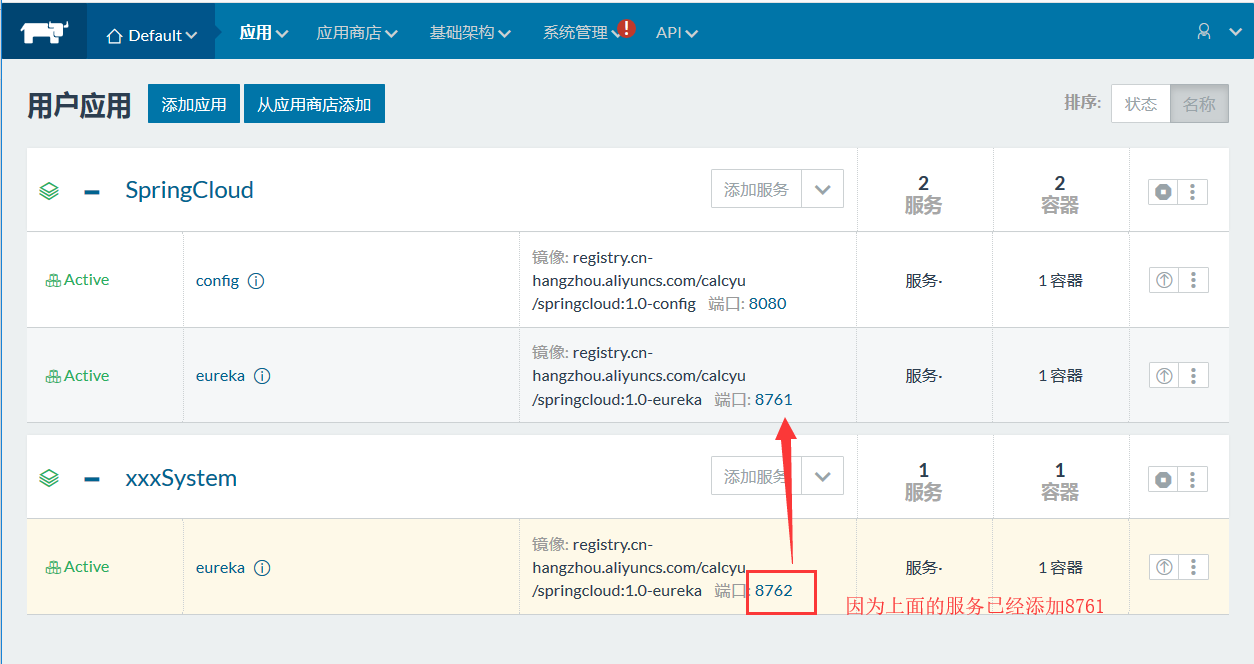 Default 应用 应用商店 基础架构 系统管理 ! API
用户应用 添加应用 从应用商店添加 排序: 状态 名称
SpringCloud 添加服务 2 服务 2 容器
Active config 镜像: registry.cn-
hangzhou.aliyuncs.com/calcyu
/springcloud:1.0-config 端口: 8080
服务· 1 容器
Active eureka 镜像: registry.cn-
hangzhou.aliyuncs.com/calcyu
/springcloud:1.0-eureka 端口: 8761
服务· 1 容器
xxxSystem 添加服务 1 服务 1 容器
Active eureka 镜像: registry.cn-
hangzhou.aliyuncs.com/calcyu
/springcloud:1.0-eureka 端口: 8762
服务· 1 容器
因为上面的服务已经添加8761